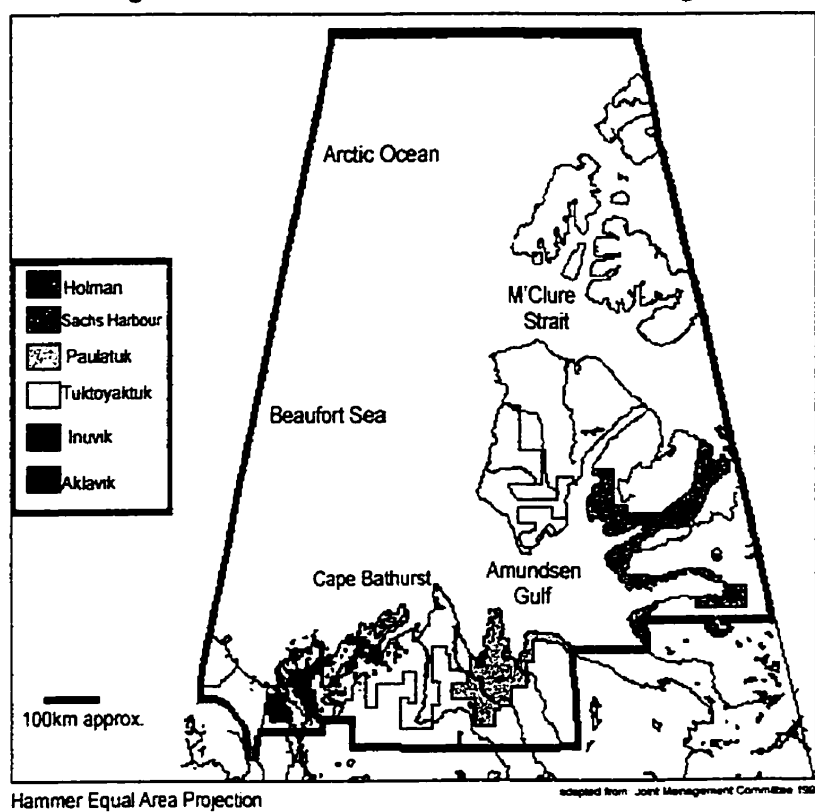 Arctic Ocean
M'Clure
Strait
Holman
Sachs Harbour
Paulatuk
Tuktoyaktuk
Inuvik
Aklavik
Beaufort Sea
Cape Bathurst
Amundsen
Gulf
100km approx.
Hammer Equal Area Projection
adapted from Joint Management Committee